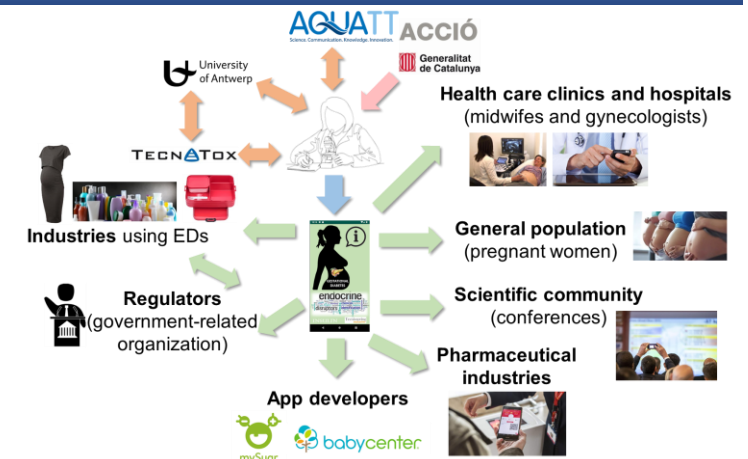 AQUATT
Science. Communication. Knowledge. Innovation.
ACCIÓ
Generalitat
de Catalunya
University
of Antwerp
TECNATOX
Health care clinics and hospitals
(midwifes and gynecologists)
Industries using EDs
General population
(pregnant women)
Regulators
(government-related
organization)
endocrine
disruptors
Scientific community
(conferences)
Pharmaceutical
industries
App developers
mySugr
babycenter